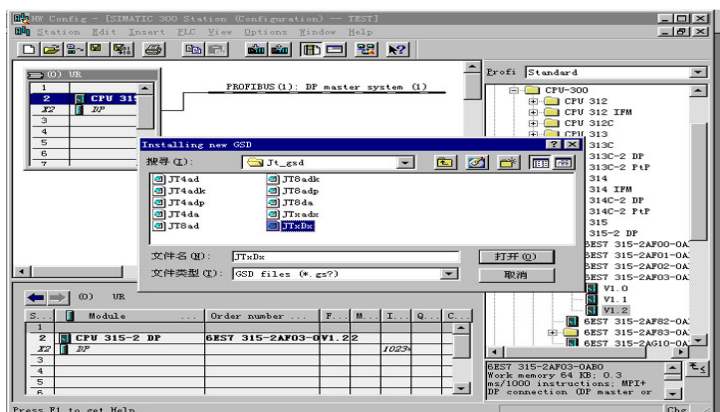 HW Config - [SIMATIC 300 Station (Configuration) -- TEST]
Station Edit Insert PLC View Options Window Help
(0) UR
1
2 CPU 315
X2 DP
3
4
5
6
7
PROFIBUS(1): DP master system (1)
Profi Standard
CPU-300
CPU 312
CPU 312 IFM
CPU 312C
CPU 313
313C
313C-2 DP
313C-2 PtP
314
314 IFM
314C-2 DP
314C-2 PtP
315
315-2 DP
6ES7 315-2AF00-0A
6ES7 315-2AF01-0A
6ES7 315-2AF02-0A
6ES7 315-2AF03-0A
V1.0
V1.1
V1.2
6ES7 315-2AF82-0A
6ES7 315-2AF83-0A
6ES7 315-2AG10-0A
Installing new GSD
搜寻(I): Jt_gsd
JT4ad JT8adk
JT4adk JT8adp
JT4adp JT8da
JT4da JTxadx
JT8ad JTxDx
文件名(N): JTxDx 打开(O)
文件类型(T): GSD files (*.gs?) 取消
(0) UR
S... Module ... Order number ... F... M... I... Q... C...
1
2 CPU 315-2 DP 6ES7 315-2AF03-0 V1.2 2
X2 DP 1023*
3
4
5
6
6ES7 315-2AF03-0AB0
Work memory 64 KB; 0.3
ms/1000 instructions; MPI+
DP connection (DP master or
Press F1 to get Help. Chg